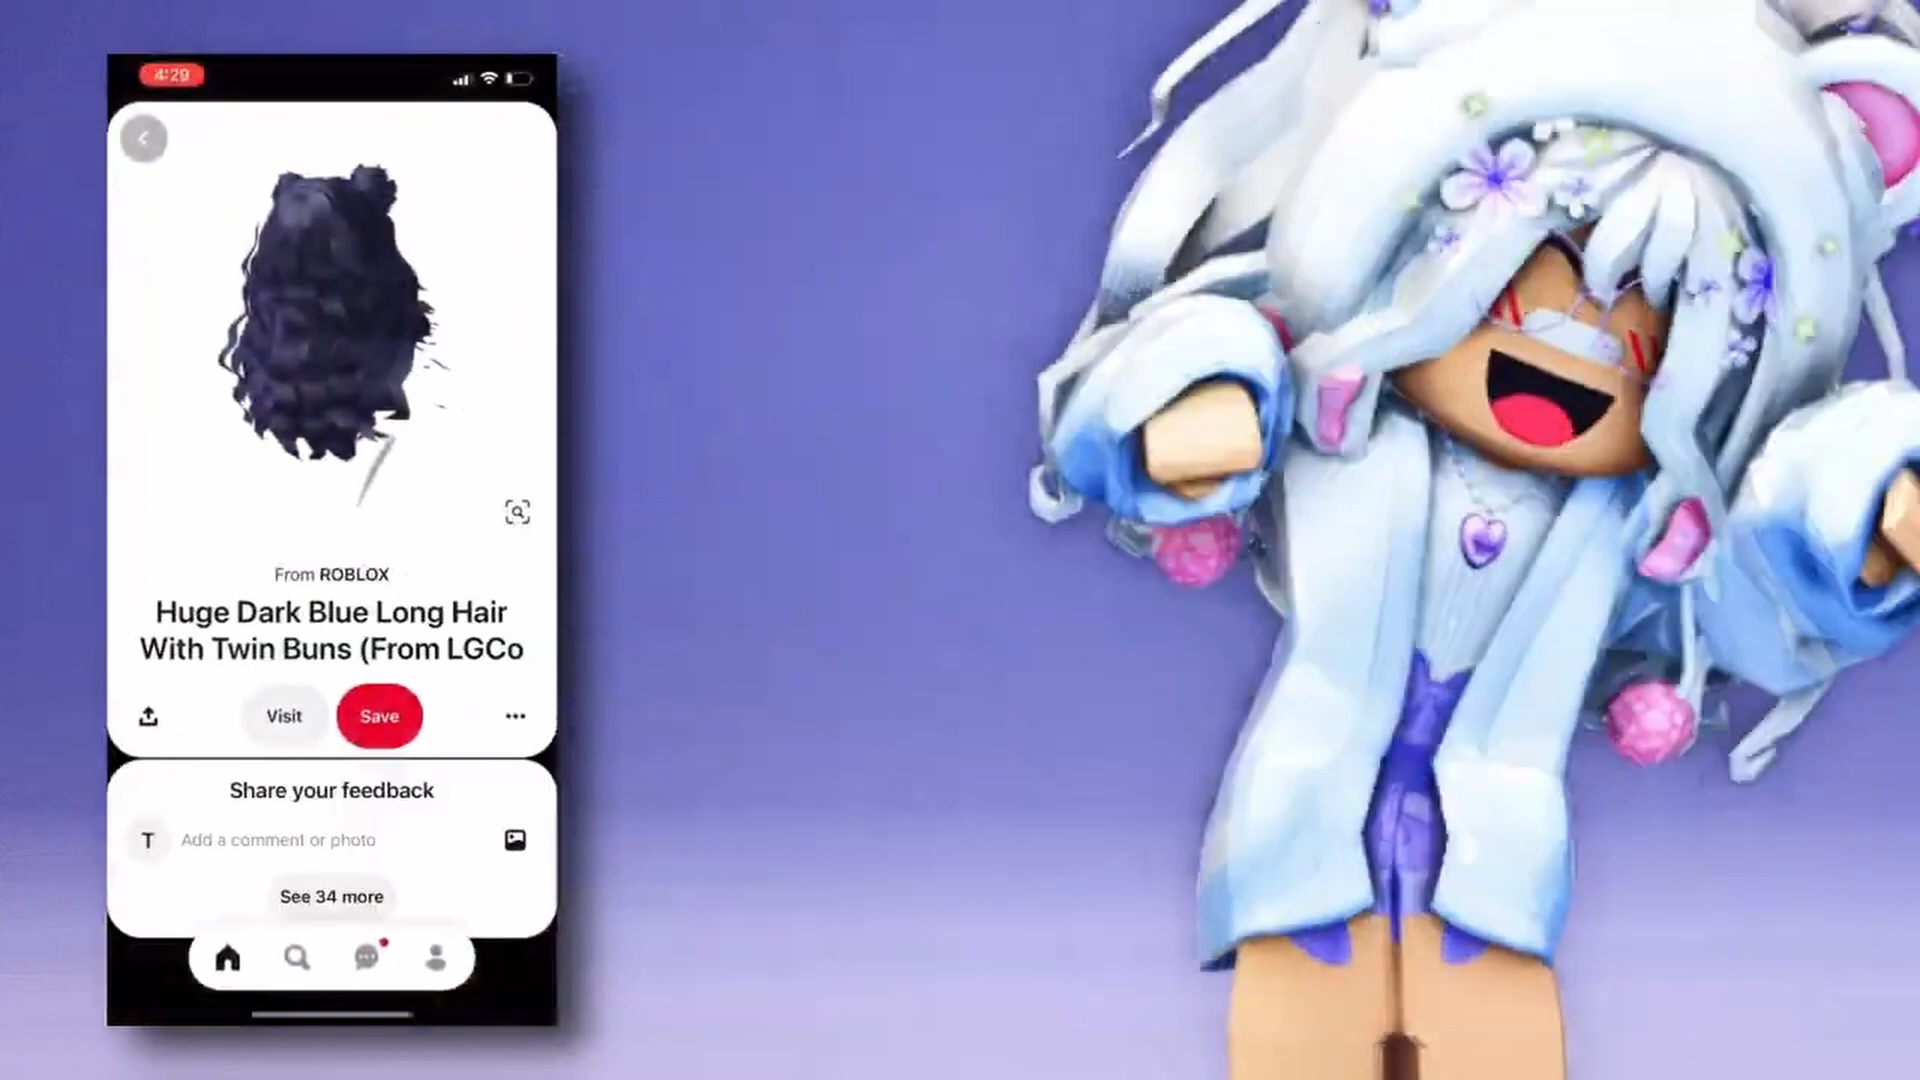 4:29
From ROBLOX
Huge Dark Blue Long Hair
With Twin Buns (From LGCo
Visit
Save
Share your feedback
T
Add a comment or photo
See 34 more